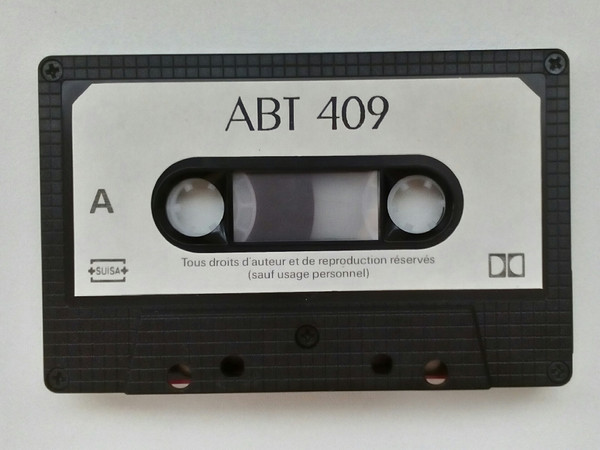 ABT 409
A
Tous droits d'auteur et de reproduction réservés
(sauf usage personnel)
SUISA